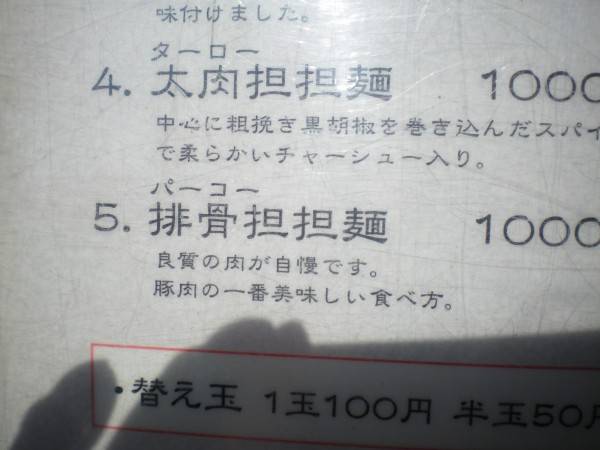 味付けました。
ターロー
4. 太肉担担麺 1000
中心に粗挽き黒胡椒を巻き込んだスパイ
で柔らかいチャーシュー入り。
パーコー
5. 排骨担担麺 1000
良質の肉が自慢です。
豚肉の一番美味しい食べ方。
・替え玉 1玉100円 半玉50円